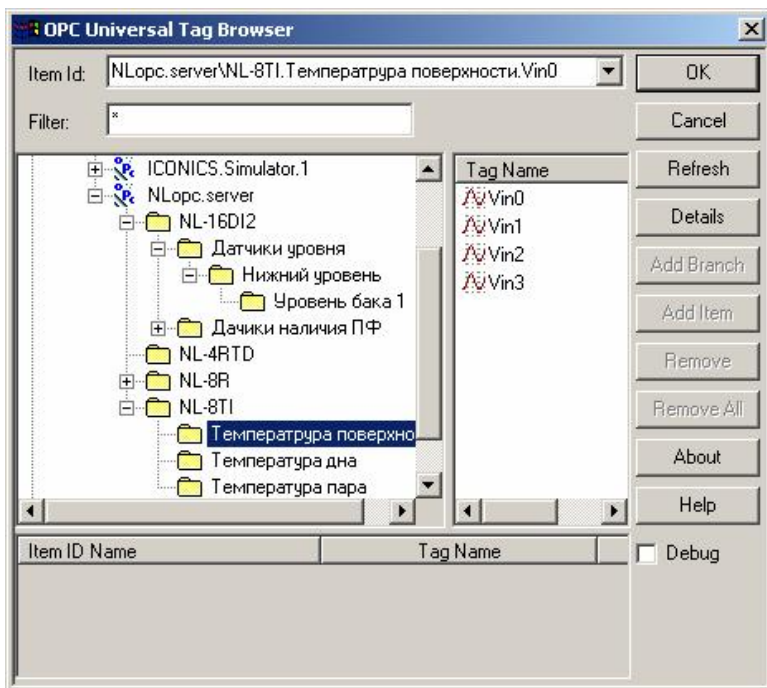 OPC Universal Tag Browser
Item Id: NLopc.server\NL-8TI.Температрура поверхности.Vin0 OK
Filter: * Cancel
ICONICS.Simulator.1 Tag Name Refresh
NLopc.server Vin0
NL-16DI2 Vin1 Details
Датчики уровня Vin2
Нижний уровень Vin3 Add Branch
Уровень бака 1 Add Item
Дачики наличия ПФ
NL-4RTD Remove
NL-8R
NL-8TI Remove All
Температрура поверхно
Температура дна About
Температура пара
Help
Item ID Name Tag Name Debug